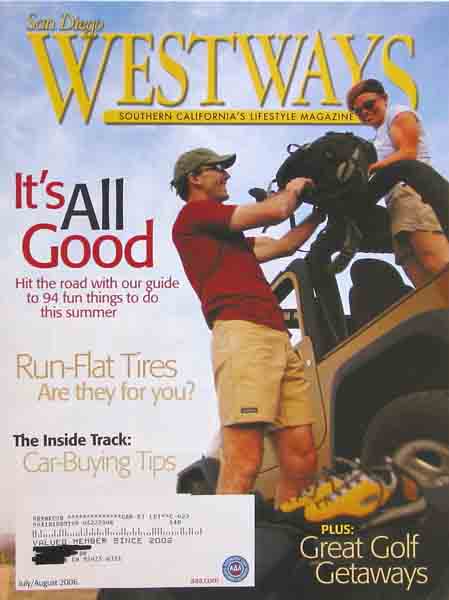 San Diego
WESTWAYS
SOUTHERN CALIFORNIA'S LIFESTYLE MAGAZINE
It's All
Good
Hit the road with our guide
to 94 fun things to do
this summer
Run-Flat Tires
Are they for you?
The Inside Track:
Car-Buying Tips
VALUED MEMBER SINCE 2002
July/August 2006
aaa.com
AAA
PLUS:
Great Golf
Getaways